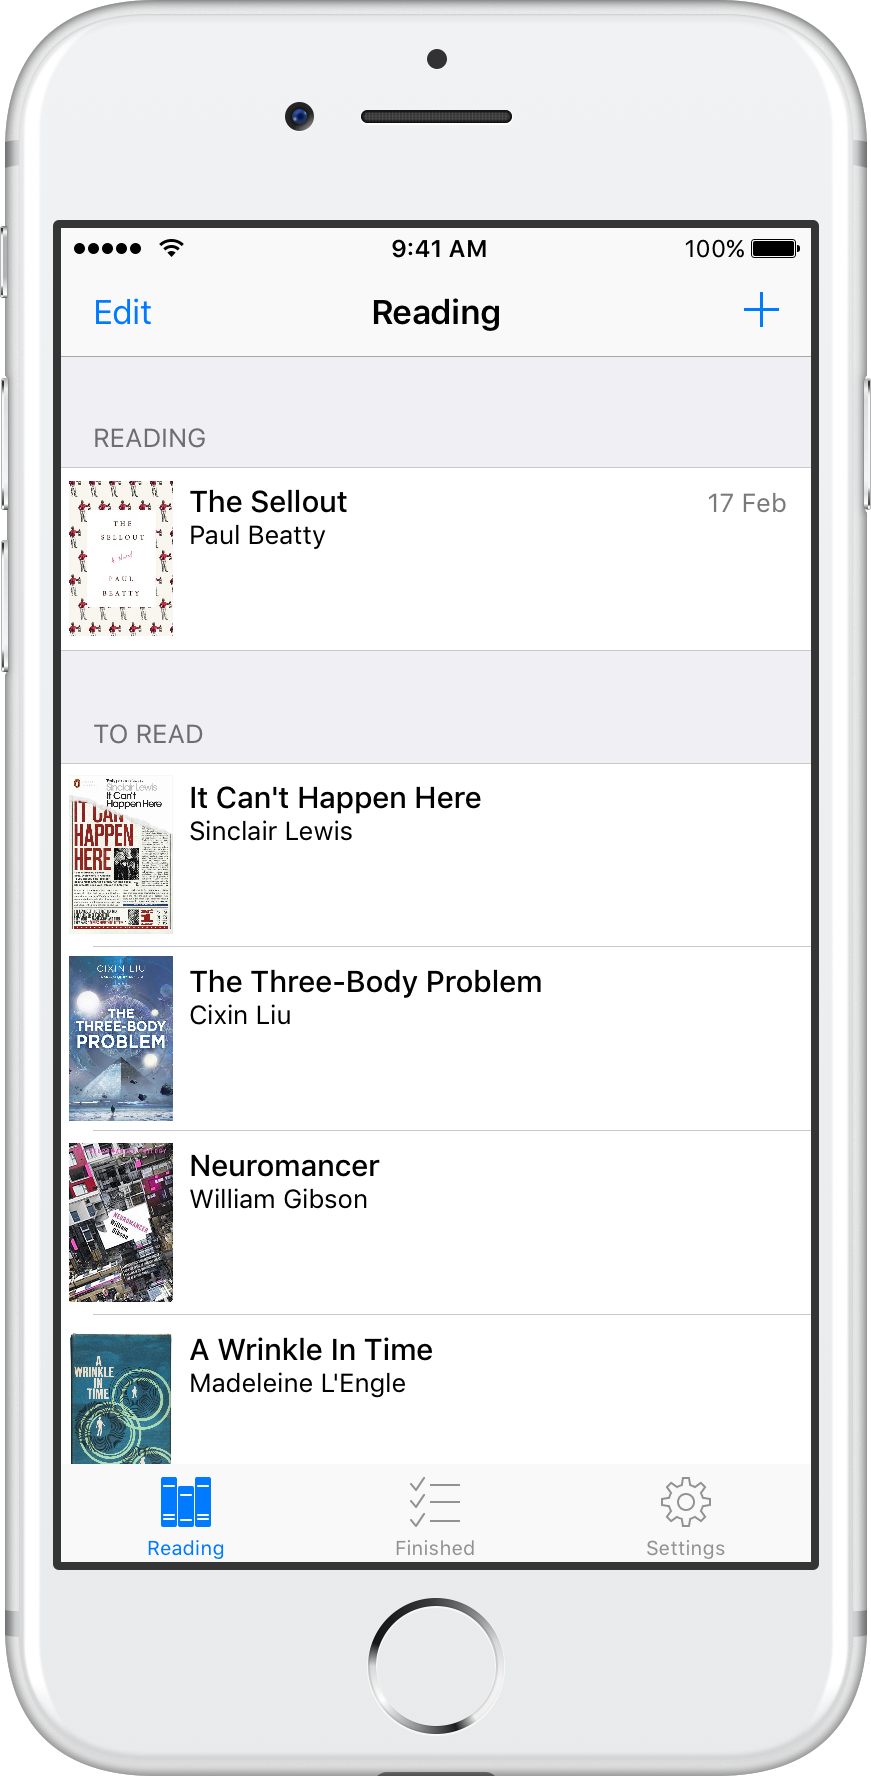 9:41 AM
100%
Edit
Reading
READING
THE
SELLOUT
A Novel
PAUL
BEATTY
The Sellout
17 Feb
Paul Beatty
TO READ
Sinclair Lewis
It Can't
Happen Here
IT CAN'T
HAPPEN
HERE
It Can't Happen Here
Sinclair Lewis
CIXIN LIU
THE
THREE-BODY
PROBLEM
The Three-Body Problem
Cixin Liu
NEUROMANCER
William
Gibson
Neuromancer
William Gibson
A
WRINKLE
IN
TIME
A Wrinkle In Time
Madeleine L'Engle
Reading
Finished
Settings